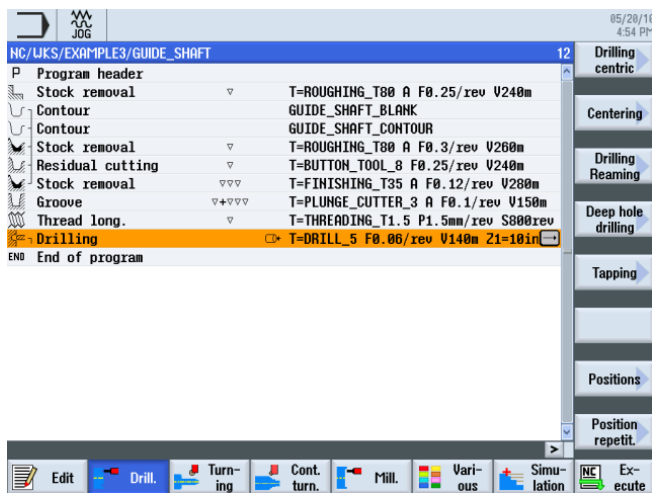 JOG
05/20/10
4:54 PM
NC/WKS/EXAMPLE3/GUIDE_SHAFT 12
P Program header
Stock removal ▽ T=ROUGHING_T80 A F0.25/rev V240m
Contour GUIDE_SHAFT_BLANK
Contour GUIDE_SHAFT_CONTOUR
Stock removal ▽ T=ROUGHING_T80 A F0.3/rev V260m
Residual cutting ▽ T=BUTTON_TOOL_8 F0.25/rev V240m
Stock removal ▽▽▽ T=FINISHING_T35 A F0.12/rev V280m
Groove ▽+▽▽▽ T=PLUNGE_CUTTER_3 A F0.1/rev V150m
Thread long. ▽ T=THREADING_T1.5 P1.5mm/rev S800rev
Drilling T=DRILL_5 F0.06/rev V140m Z1=10in
END End of program
Drilling
centric
Centering
Drilling
Reaming
Deep hole
drilling
Tapping
Positions
Position
repetit.
Edit
Drill.
Turn-
ing
Cont.
turn.
Mill.
Vari-
ous
Simu-
lation
NC
Ex-
ecute